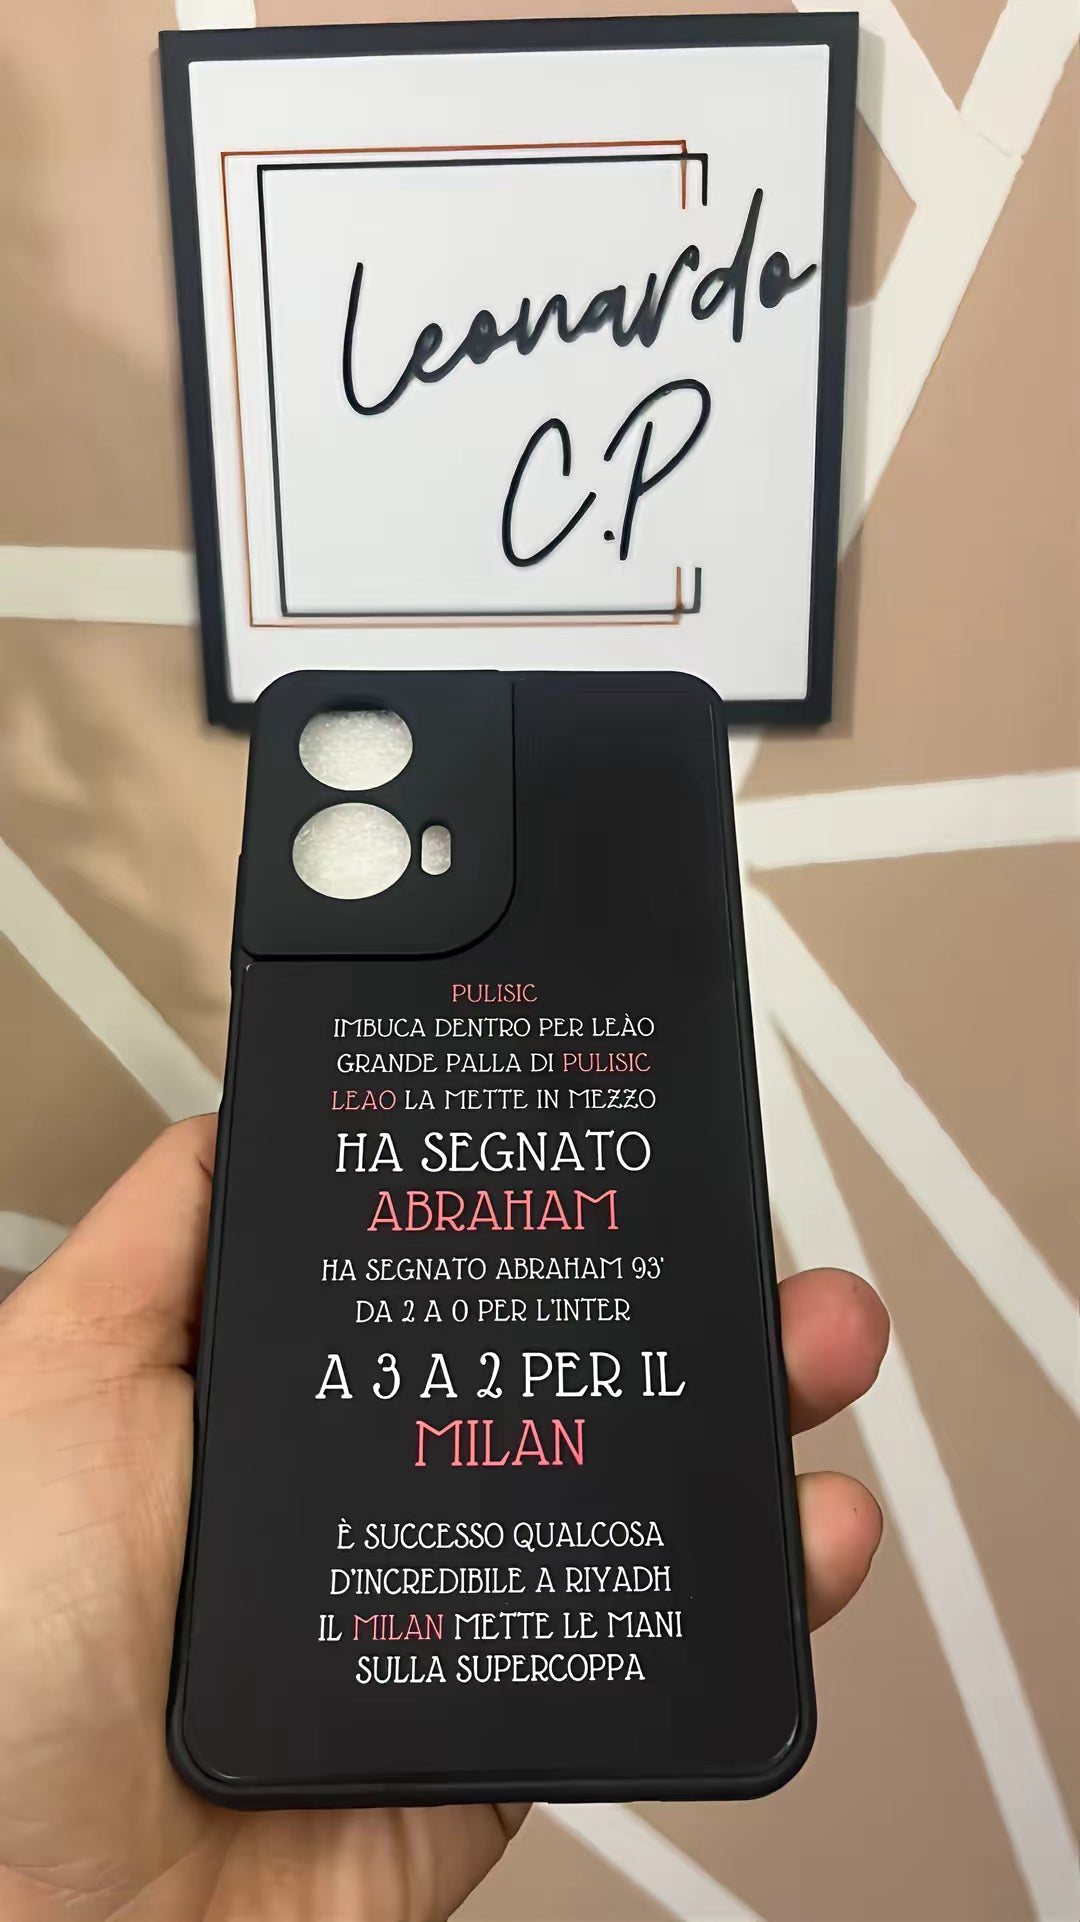 Leonardo
C.P
PULISIC
IMBUCA DENTRO PER LEÀO
GRANDE PALLA DI PULISIC
LEAO LA METTE IN MEZZO
HA SEGNATO
ABRAHAM
HA SEGNATO ABRAHAM 93'
DA 2 A 0 PER L'INTER
A 3 A 2 PER IL
MILAN
È SUCCESSO QUALCOSA
D'INCREDIBILE A RIYADH
IL MILAN METTE LE MANI
SULLA SUPERCOPPA